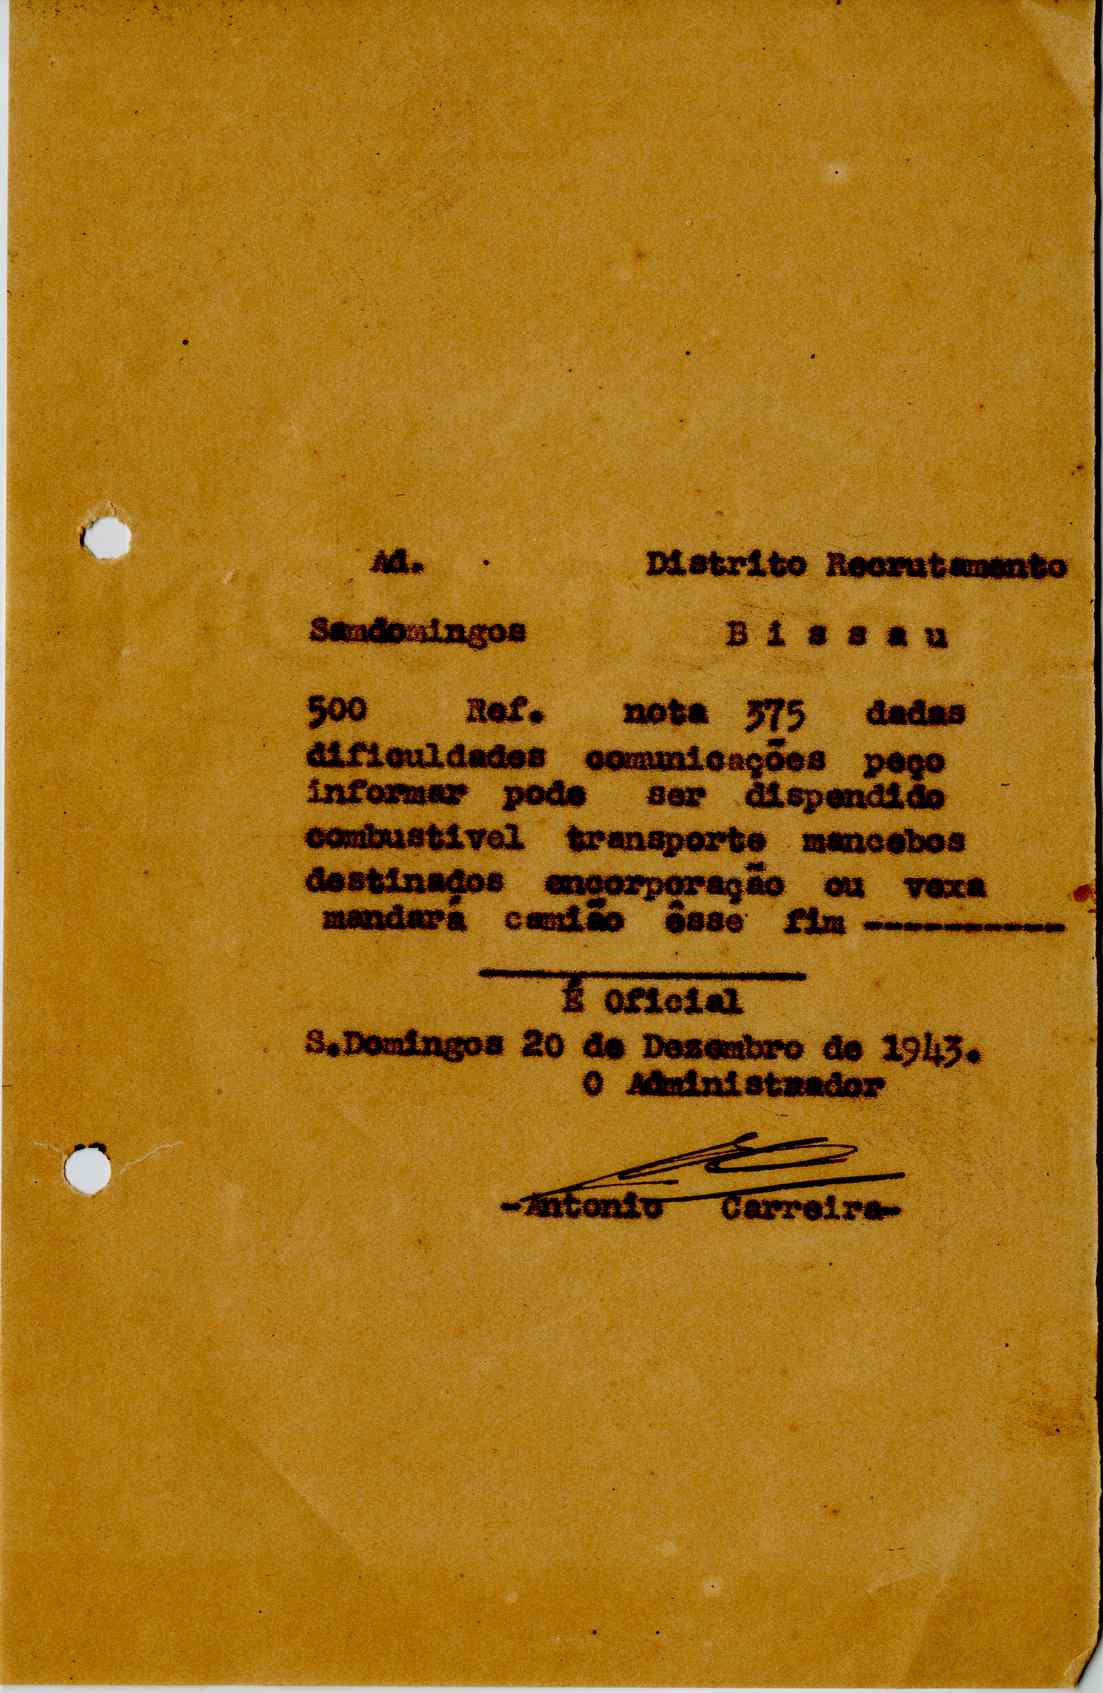 Ad. Distrito Recrutamento
Samdomingos B i s s a u
500 Ref. nota 375 dadas
dificuldades comunicações peço
informar pode ser dispendido
combustivel transporte mancebos
destinados encorporação ou vexa
mandará camião êsse fim ----------
É Oficial
S.Domingos 20 de Dezembro de 1943.
O Administrador
-Antonio Carreira-